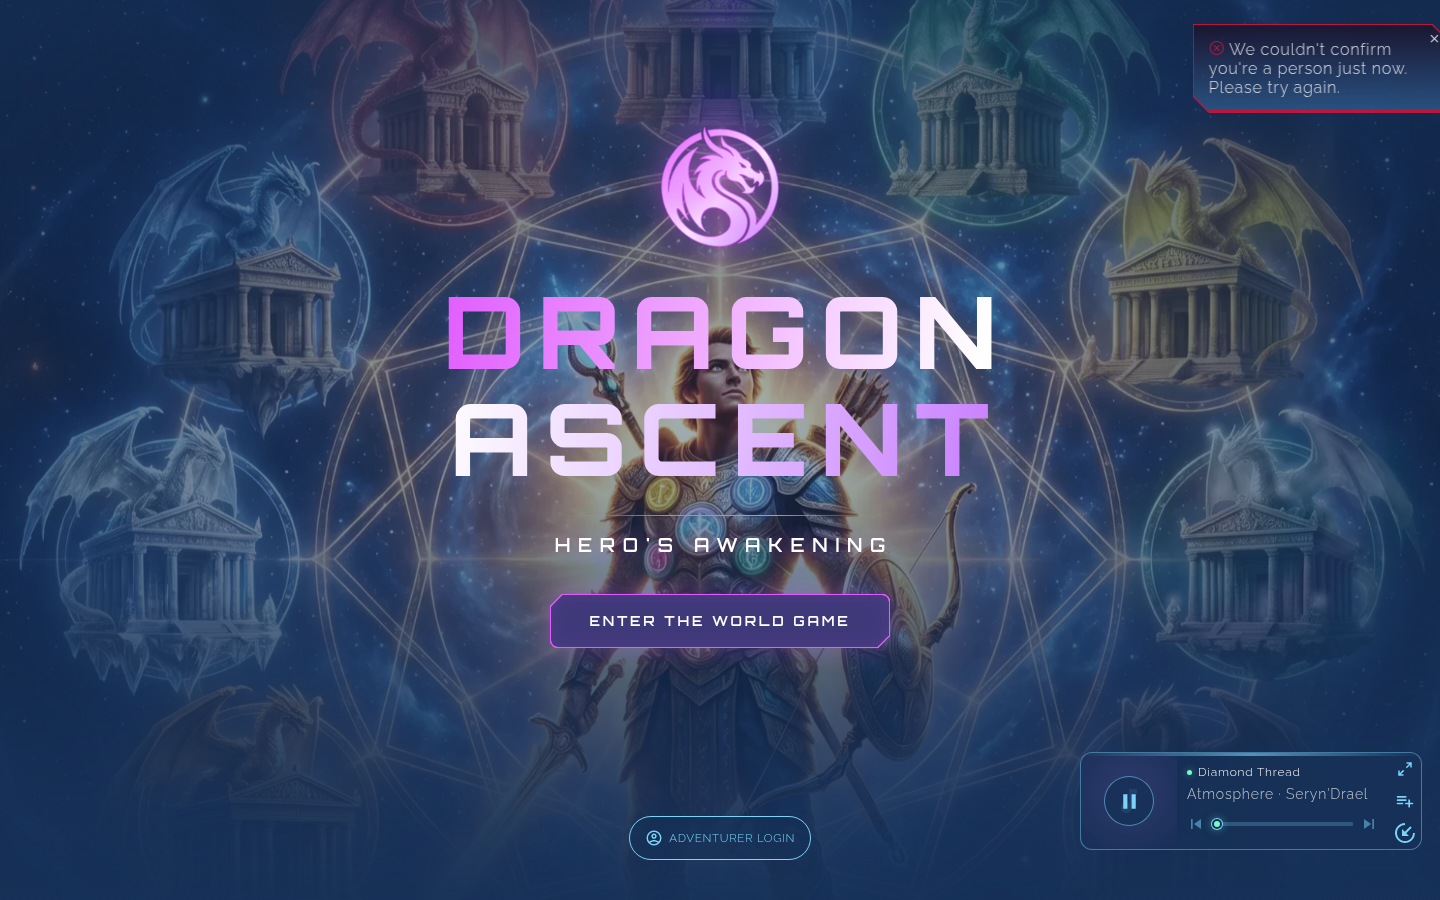 We couldn't confirm
you're a person just now.
Please try again.
DRAGON
ASCENT
HERO'S AWAKENING
ENTER THE WORLD GAME
Diamond Thread
Atmosphere · Seryn'Drael
ADVENTURER LOGIN